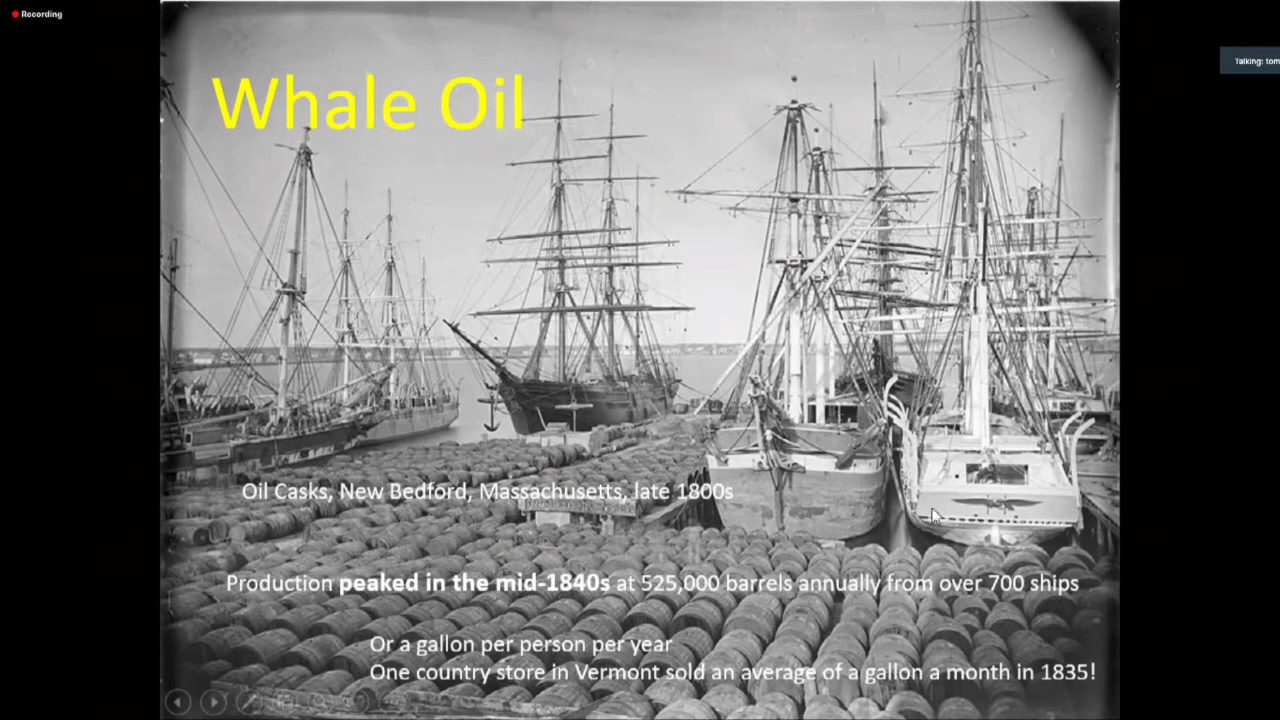 Recording
Talking: tom
Whale Oil
Oil Casks, New Bedford, Massachusetts, late 1800s
Production peaked in the mid-1840s at 525,000 barrels annually from over 700 ships
Or a gallon per person per year
One country store in Vermont sold an average of a gallon a month in 1835!